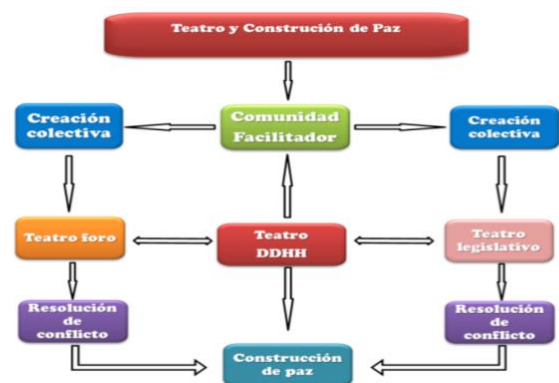 Teatro y Construción de Paz
Creación
colectiva
Comunidad
Facilitador
Creación
colectiva
Teatro foro
Teatro
DDHH
Teatro
legislativo
Resolución
de
conflicto
Resolución
de
conflicto
Construcción
de paz